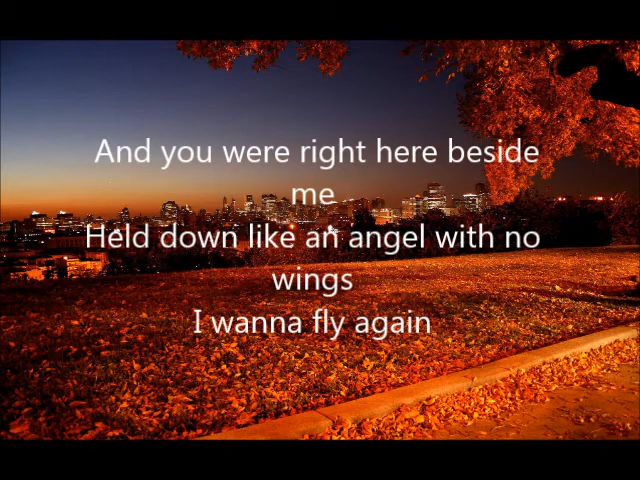 And you were right here beside
me
Held down like an angel with no
wings
I wanna fly again